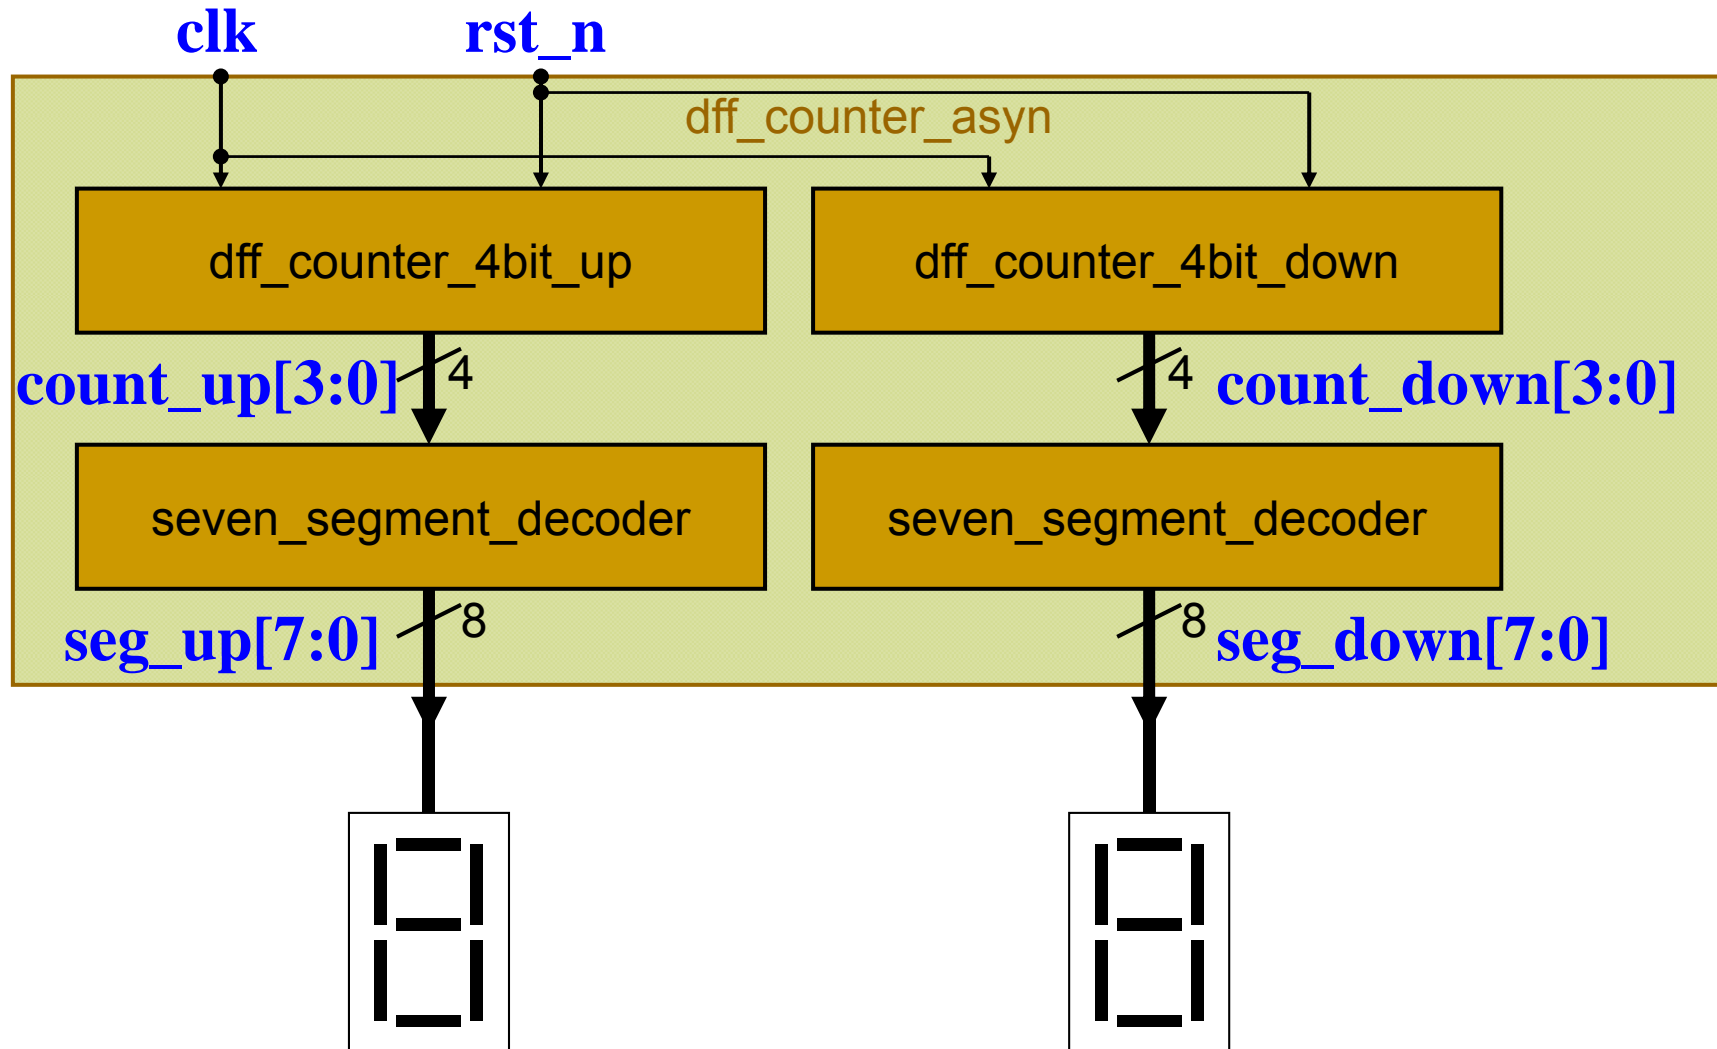 clk rst_n
dff_counter_asyn
dff_counter_4bit_up dff_counter_4bit_down
count_up[3:0] 4 4 count_down[3:0]
seven_segment_decoder seven_segment_decoder
seg_up[7:0] 8 8 seg_down[7:0]